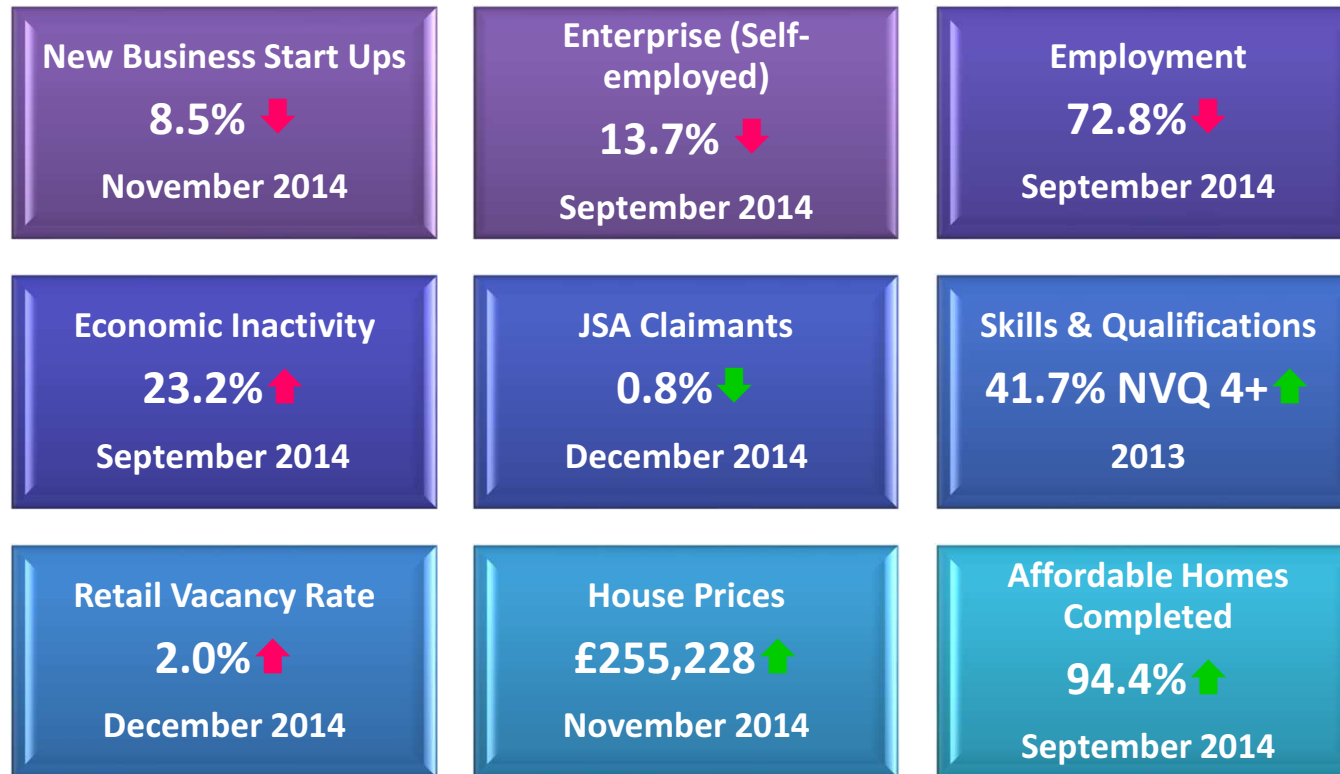 New Business Start Ups
8.5%
November 2014
Enterprise (Self-
employed)
13.7%
September 2014
Employment
72.8%
September 2014
Economic Inactivity
23.2%
September 2014
JSA Claimants
0.8%
December 2014
Skills & Qualifications
41.7% NVQ 4+
2013
Retail Vacancy Rate
2.0%
December 2014
House Prices
£255,228
November 2014
Affordable Homes
Completed
94.4%
September 2014